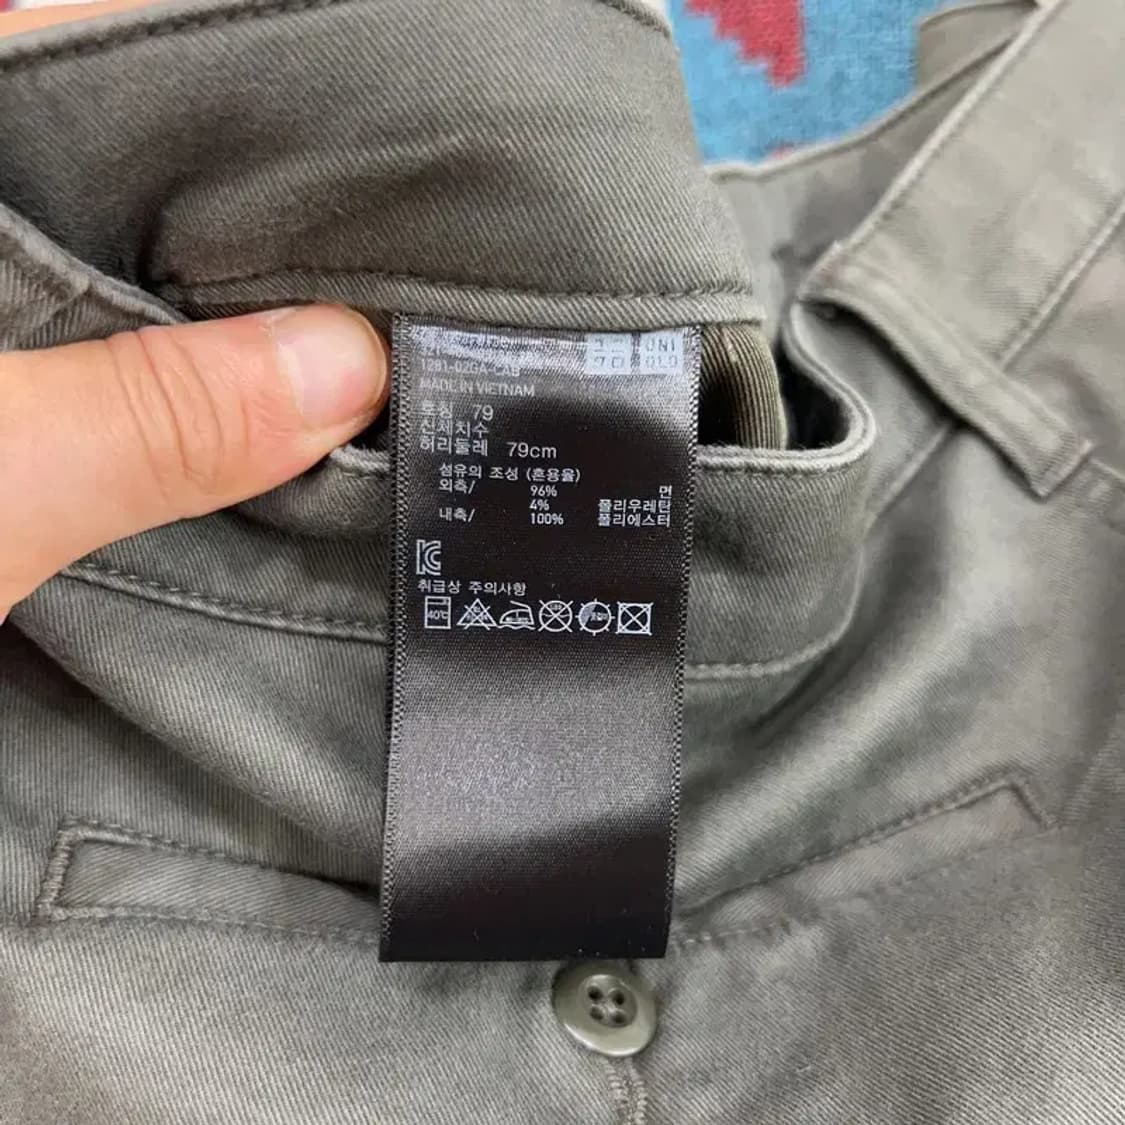 UNI
QLO
MADE IN VIETNAM
호칭 79
신체치수
허리둘레 79cm
섬유의 조성 (혼용율)
외측/ 96% 면
4% 폴리우레탄
내측/ 100% 폴리에스터
취급상 주의사항
40℃